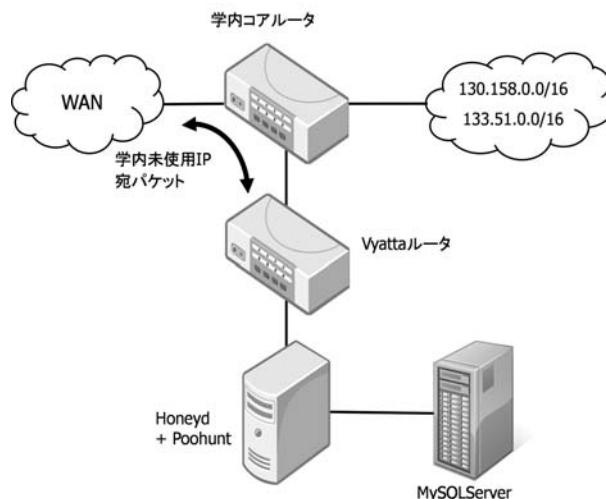 学内コアルータ
WAN
130.158.0.0/16
133.51.0.0/16
学内未使用IP
宛パケット
Vyattaルータ
Honeyd
+ Poohunt
MySOLServer